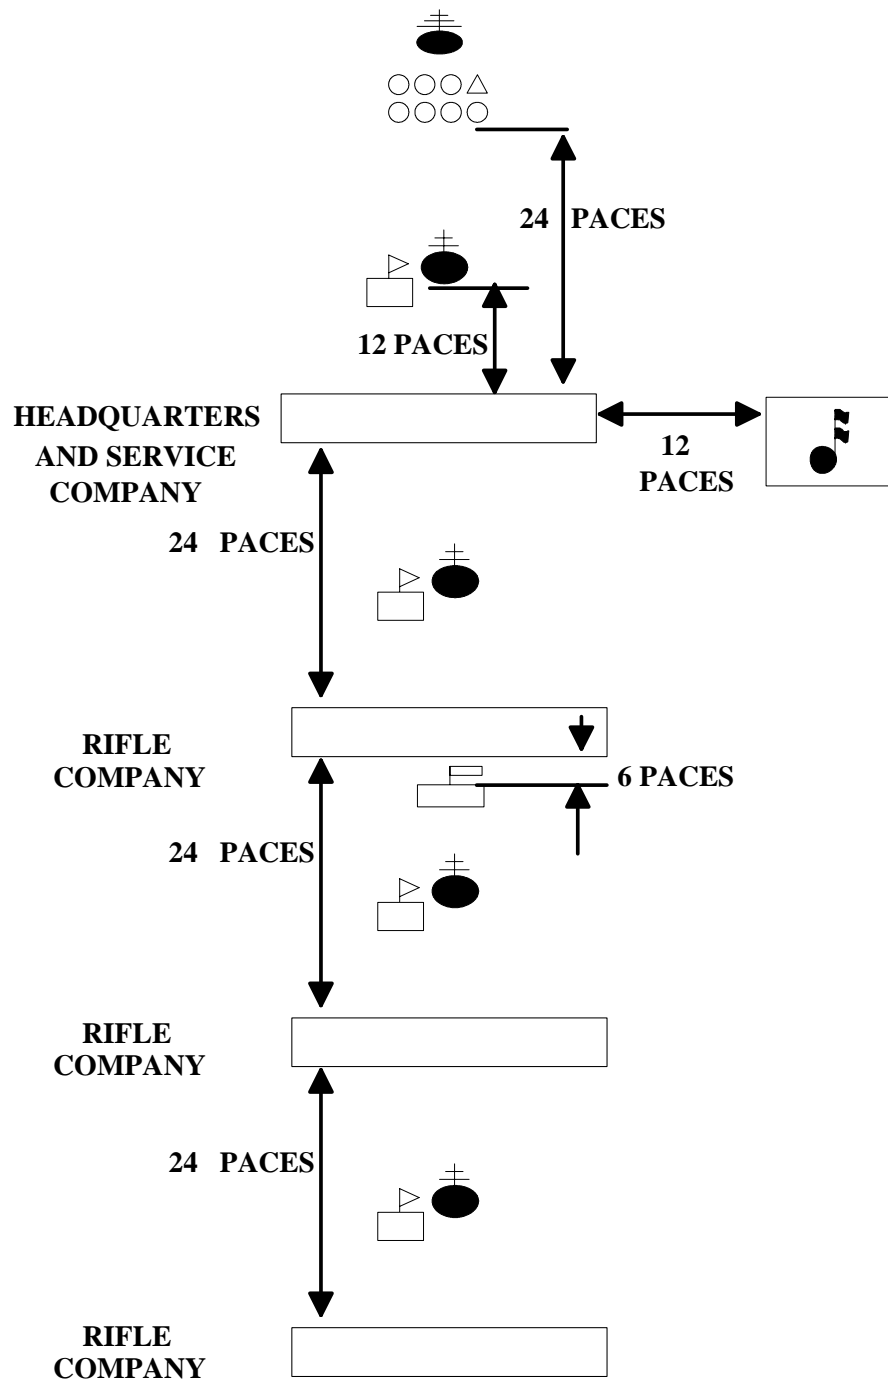 24 PACES
12 PACES
HEADQUARTERS
AND SERVICE
COMPANY
12
PACES
24 PACES
RIFLE
COMPANY
6 PACES
24 PACES
RIFLE
COMPANY
24 PACES
RIFLE
COMPANY